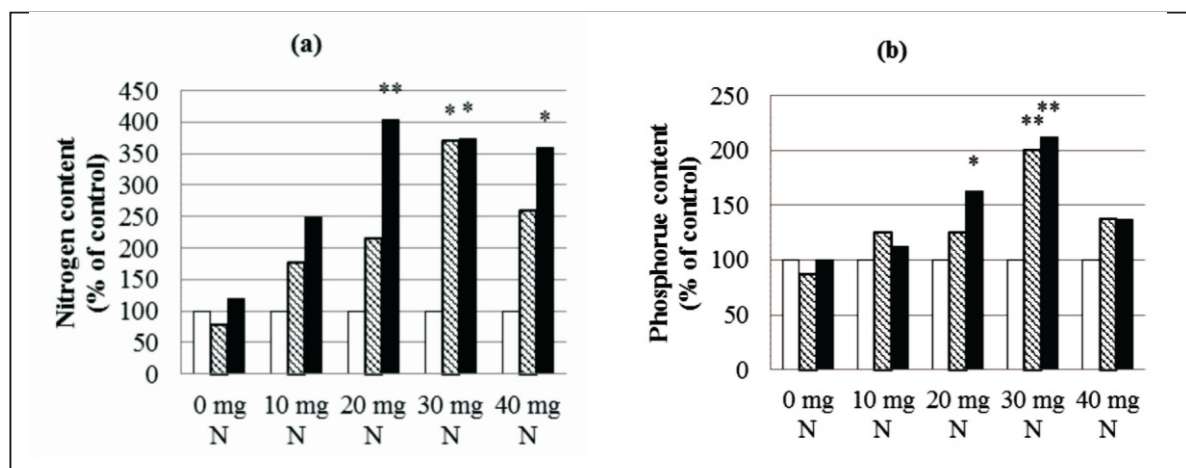 (a)
Nitrogen content
(% of control)
450
400
350
300
250
200
150
100
50
0
** * * *
0 mg 10 mg 20 mg 30 mg 40 mg
N N N N N
(b)
Phosphorue content
(% of control)
250
200
150
100
50
0
* ** **
0 mg 10 mg 20 mg 30 mg 40 mg
N N N N N